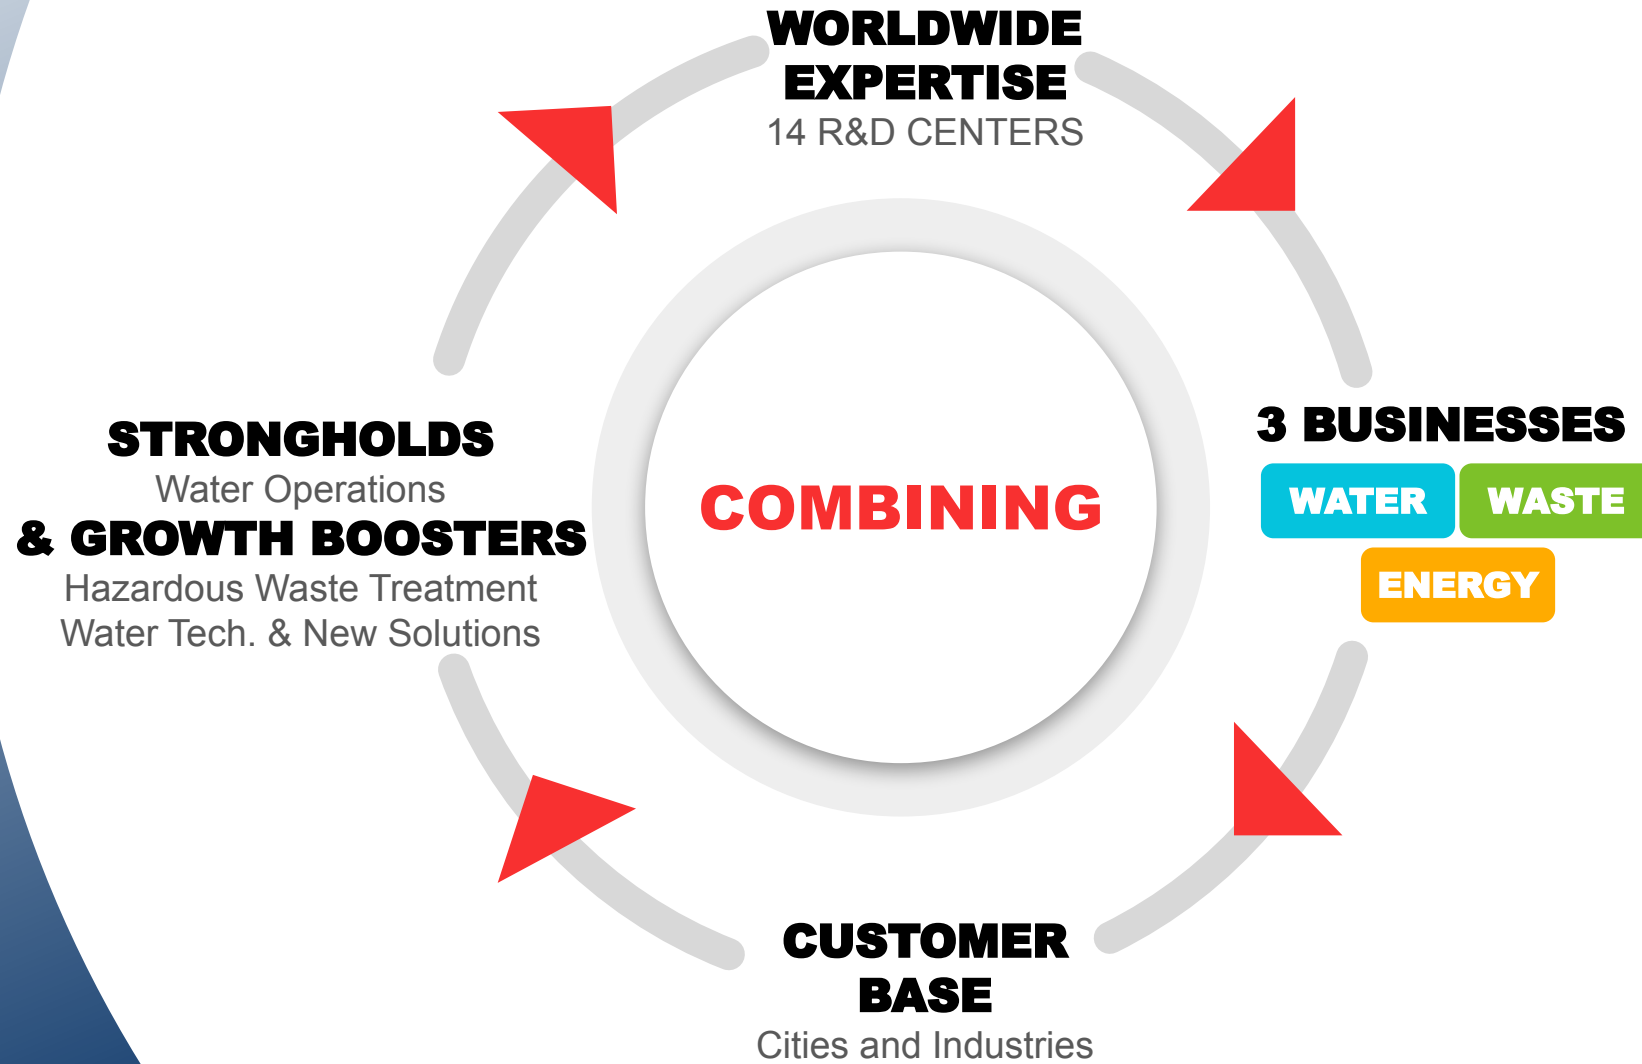 WORLDWIDE
EXPERTISE
14 R&D CENTERS
3 BUSINESSES
WATER
WASTE
ENERGY
COMBINING
STRONGHOLDS
Water Operations
& GROWTH BOOSTERS
Hazardous Waste Treatment
Water Tech. & New Solutions
CUSTOMER
BASE
Cities and Industries